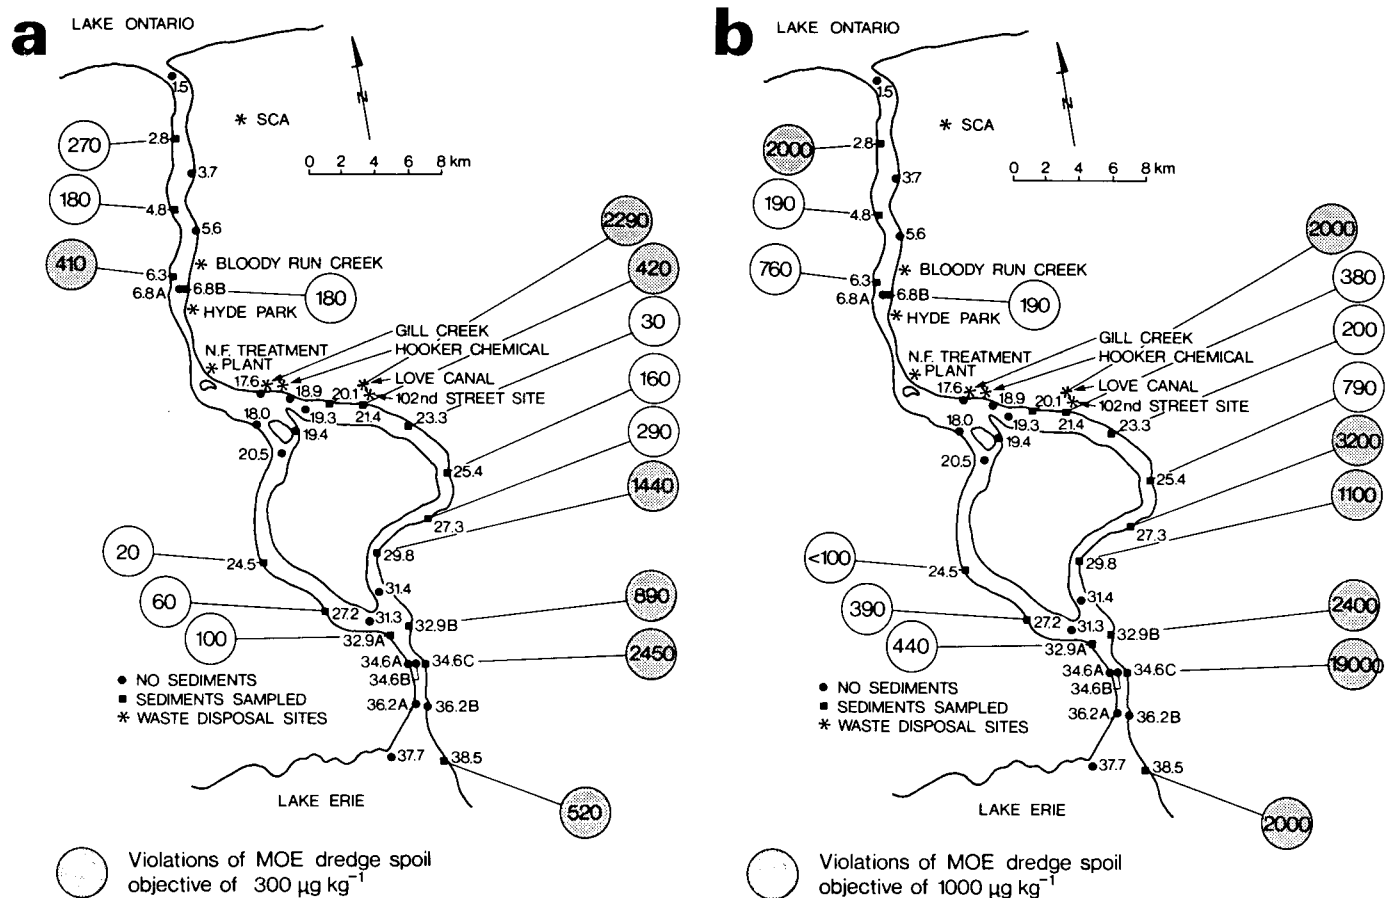 a
LAKE ONTARIO
1.5
* SCA
N
270
2.8
0 2 4 6 8 km
3.7
180
4.8
5.6
2290
410
6.3
* BLOODY RUN CREEK
420
6.8A
6.8B
180
* HYDE PARK
30
GILL CREEK
N.F. TREATMENT
PLANT
HOOKER CHEMICAL
LOVE CANAL
102nd STREET SITE
160
17.6
18.9
20.1
19.3
21.4
23.3
18.0
19.4
290
20.5
25.4
1440
27.3
20
24.5
29.8
31.4
890
60
27.2
31.3
32.9B
100
32.9A
2450
34.6A
34.6C
34.6B
36.2A
36.2B
● NO SEDIMENTS
■ SEDIMENTS SAMPLED
* WASTE DISPOSAL SITES
37.7
38.5
LAKE ERIE
520
Violations of MOE dredge spoil
objective of 300 μg kg⁻¹
b
LAKE ONTARIO
1.5
* SCA
N
2000
2.8
0 2 4 6 8 km
3.7
190
4.8
5.6
2000
760
6.3
* BLOODY RUN CREEK
380
6.8A
6.8B
190
* HYDE PARK
200
GILL CREEK
N.F. TREATMENT
PLANT
HOOKER CHEMICAL
LOVE CANAL
102nd STREET SITE
790
17.6
18.9
20.1
19.3
21.4
23.3
18.0
19.4
3200
20.5
25.4
1100
27.3
<100
24.5
29.8
31.4
2400
390
27.2
31.3
32.9B
440
32.9A
19000
34.6A
34.6C
34.6B
36.2A
36.2B
● NO SEDIMENTS
■ SEDIMENTS SAMPLED
* WASTE DISPOSAL SITES
37.7
38.5
LAKE ERIE
2000
Violations of MOE dredge spoil
objective of 1000 μg kg⁻¹